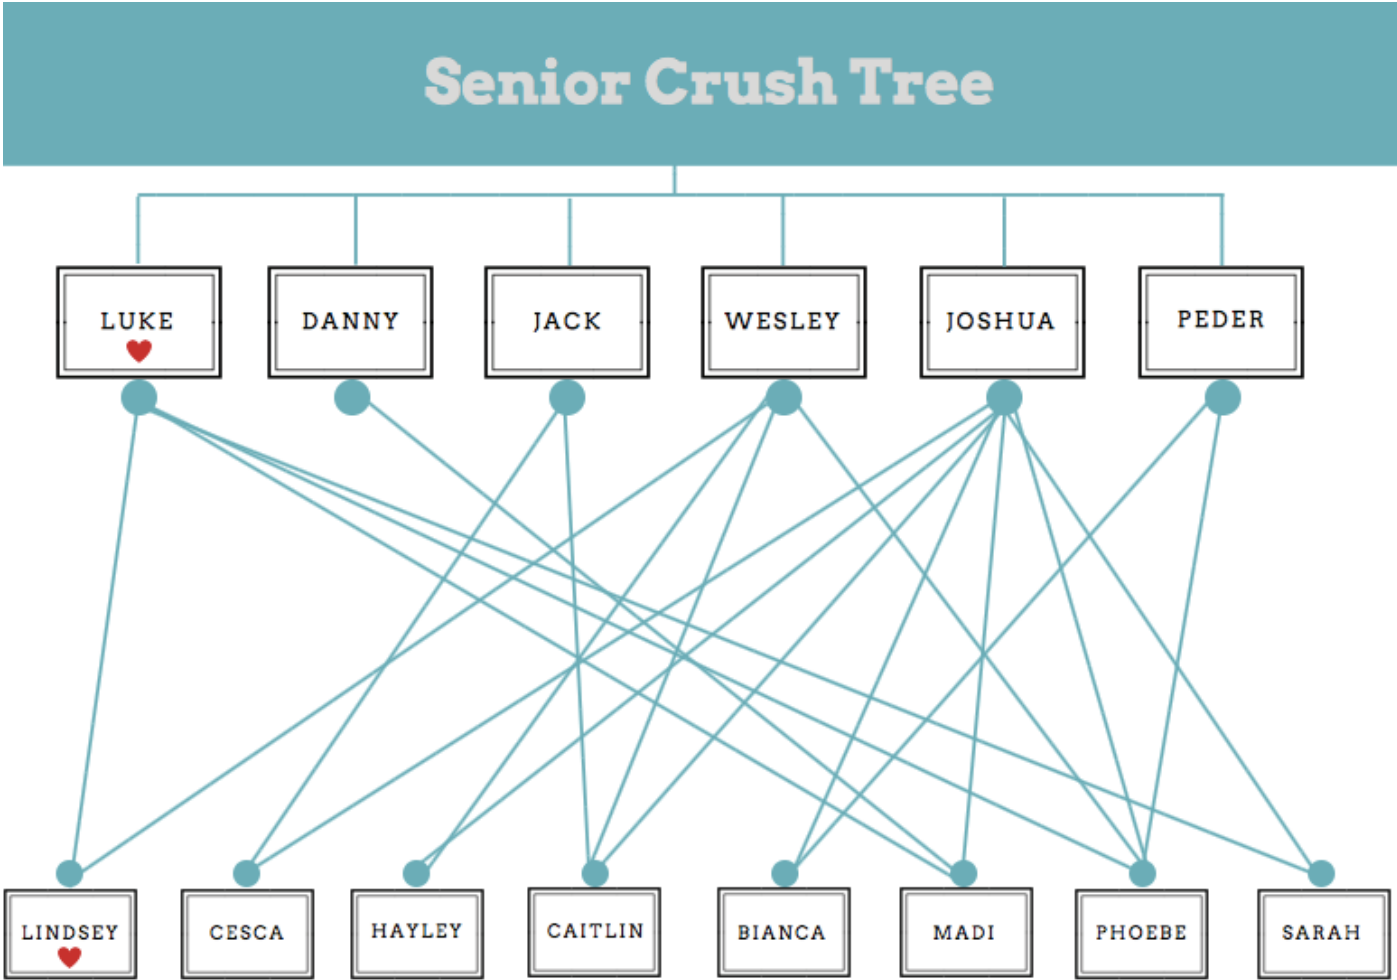 Senior Crush Tree
LUKE
DANNY
JACK
WESLEY
JOSHUA
PEDER
LINDSEY
CESCA
HAYLEY
CAITLIN
BIANCA
MADI
PHOEBE
SARAH